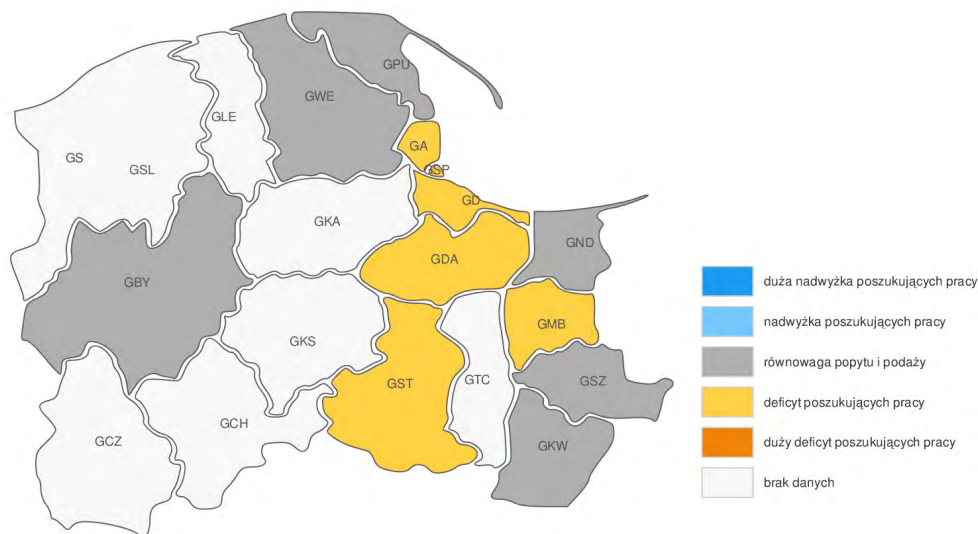 GPU
GWE
GLE
GA
GS
GSL
GSP
GD
GKA
GND
GDA
GBY
GMB
GKS
GST
GTC
GSZ
GCH
GCZ
GKW
duża nadwyżka poszukujących pracy
nadwyżka poszukujących pracy
równowaga popytu i podaży
deficyt poszukujących pracy
duży deficyt poszukujących pracy
brak danych